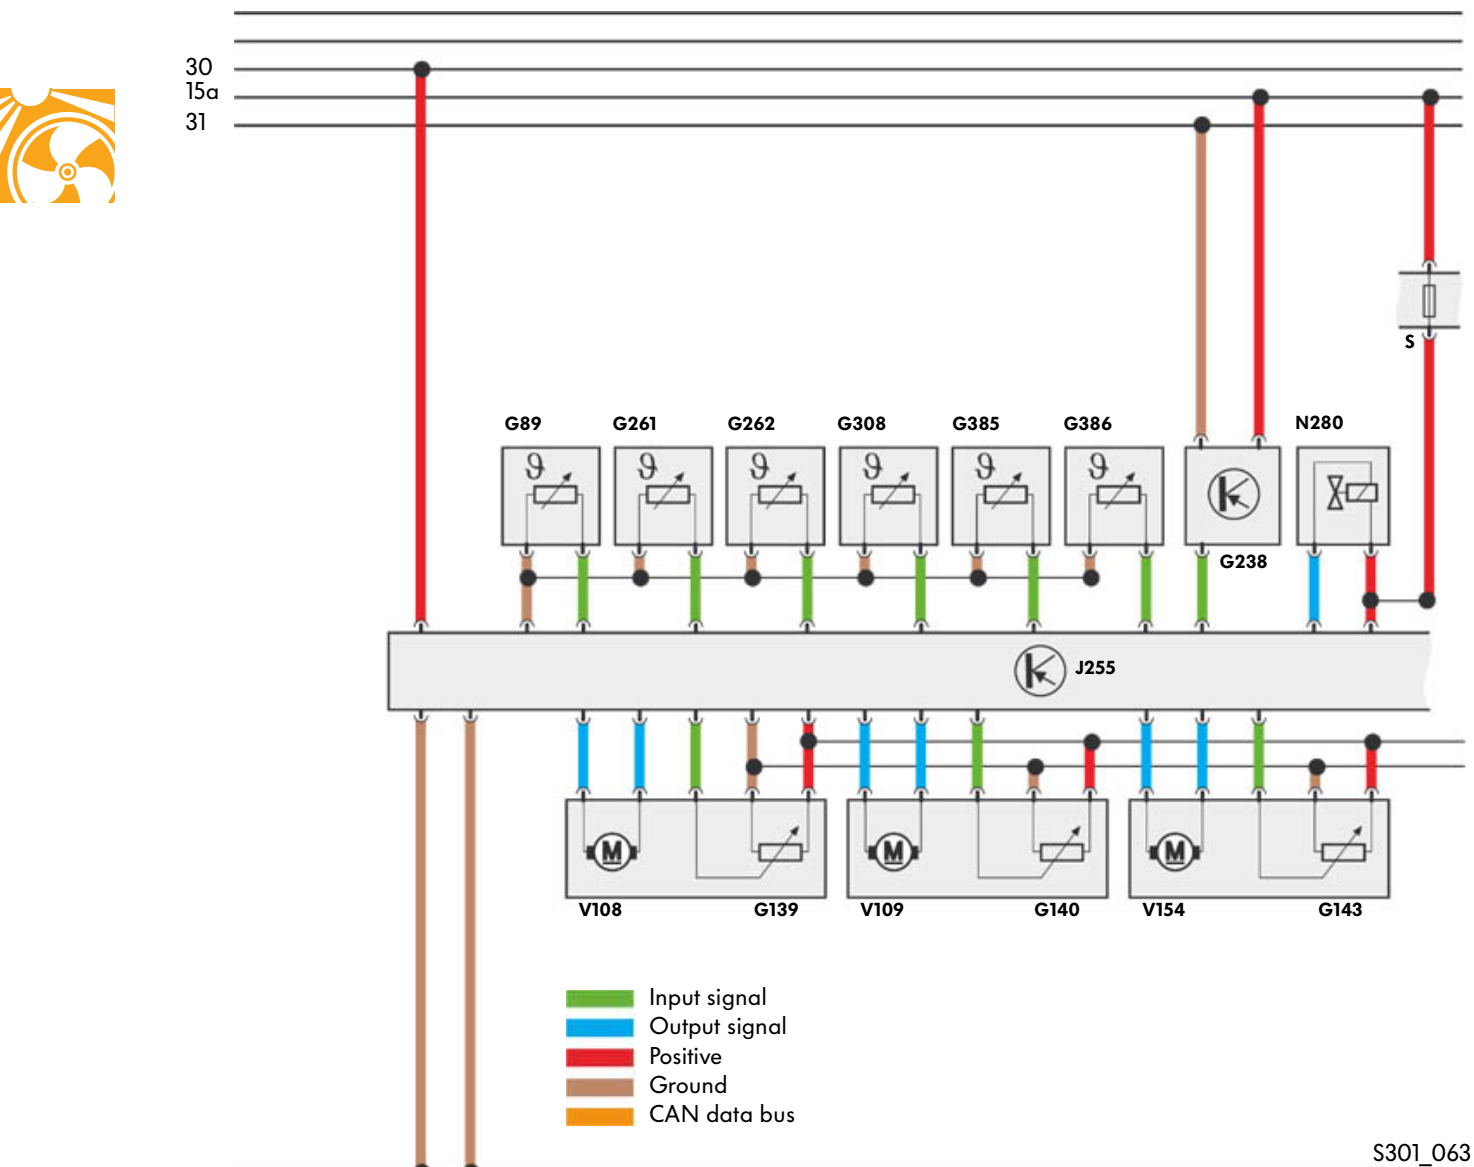 30
15a
31
S
G89 G261 G262 G308 G385 G386 N280
ϑ ϑ ϑ ϑ ϑ ϑ
G238
J255
M M M
V108 G139 V109 G140 V154 G143
Input signal
Output signal
Positive
Ground
CAN data bus
S301_063